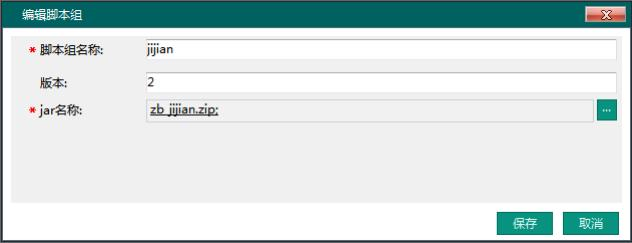 编辑脚本组
* 脚本组名称: jijian
版本: 2
* jar名称: zb_jijian.zip; ...
保存 取消